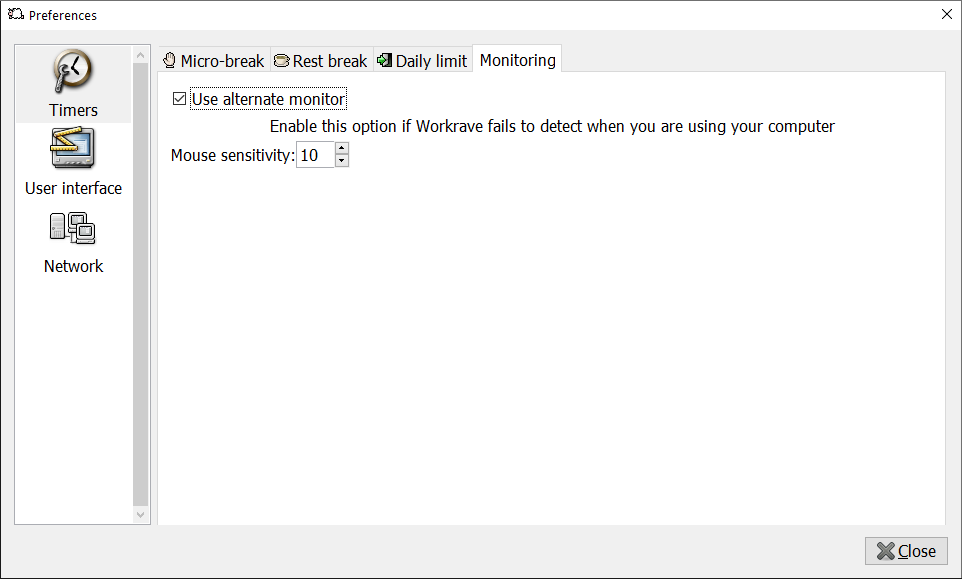 Preferences
Timers
User interface
Network
Micro-break Rest break Daily limit Monitoring
Use alternate monitor
Enable this option if Workrave fails to detect when you are using your computer
Mouse sensitivity: 10
Close